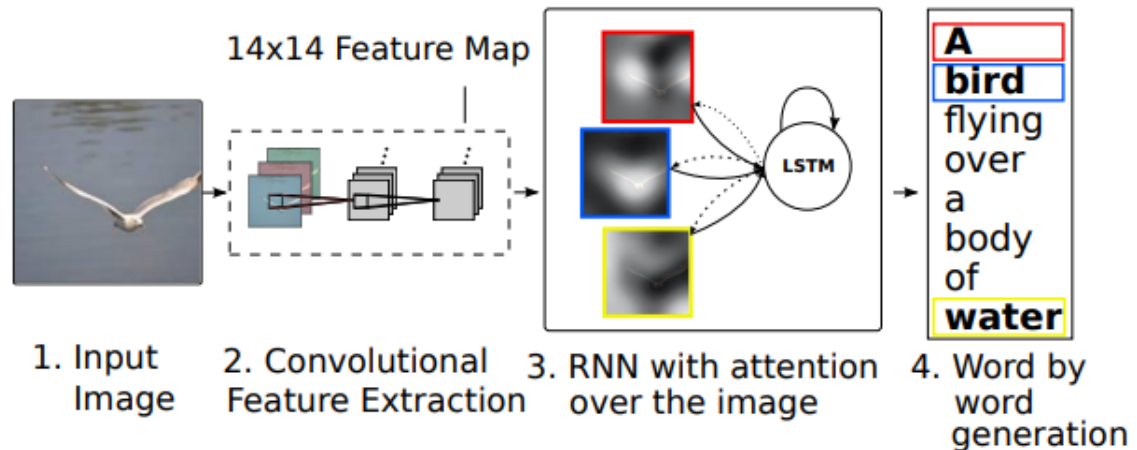 14x14 Feature Map
LSTM
A
bird
flying
over
a
body
of
water
1. Input
Image
2. Convolutional
Feature Extraction
3. RNN with attention
over the image
4. Word by
word
generation